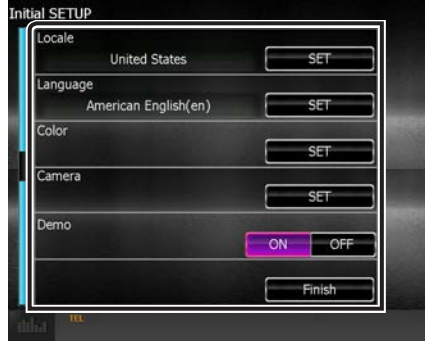 Initial SETUP
Locale
United States SET
Language
American English(en) SET
Color
SET
Camera
SET
Demo
ON OFF
Finish
TEL